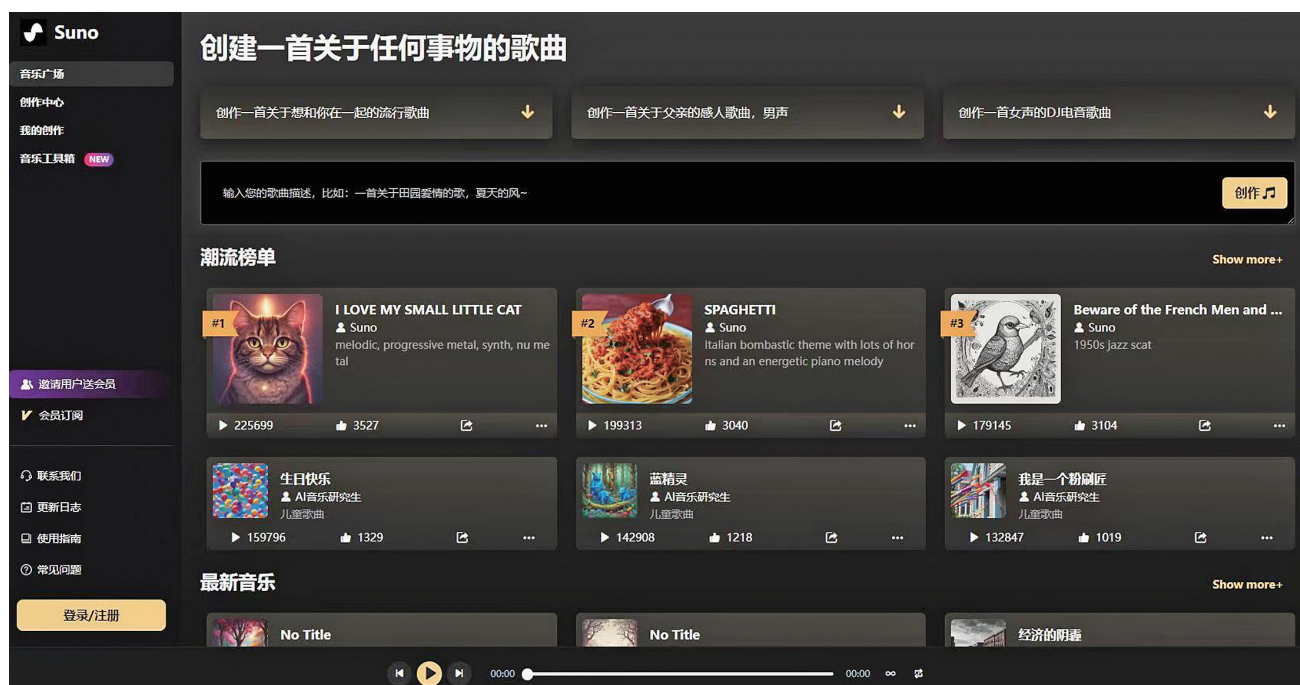 Suno
音乐广场
创作中心
我的创作
音乐工具箱 NEW
邀请用户送会员
会员订阅
联系我们
更新日志
使用指南
常见问题
登录/注册
创建一首关于任何事物的歌曲
创作一首关于想和你在一起的流行歌曲
创作一首关于父亲的感人歌曲，男声
创作一首女声的DJ电音歌曲
输入您的歌曲描述，比如：一首关于田园爱情的歌，夏天的风~
创作
潮流榜单
Show more+
#1
I LOVE MY SMALL LITTLE CAT
Suno
melodic, progressive metal, synth, nu me
tal
225699 3527
#2
SPAGHETTI
Suno
Italian bombastic theme with lots of hor
ns and an energetic piano melody
199313 3040
#3
Beware of the French Men and ...
Suno
1950s jazz scat
179145 3104
生日快乐
AI音乐研究生
儿童歌曲
159796 1329
蓝精灵
AI音乐研究生
儿童歌曲
142908 1218
我是一个粉刷匠
AI音乐研究生
儿童歌曲
132847 1019
最新音乐
Show more+
No Title
No Title
经济的阴霾
00:00 00:00